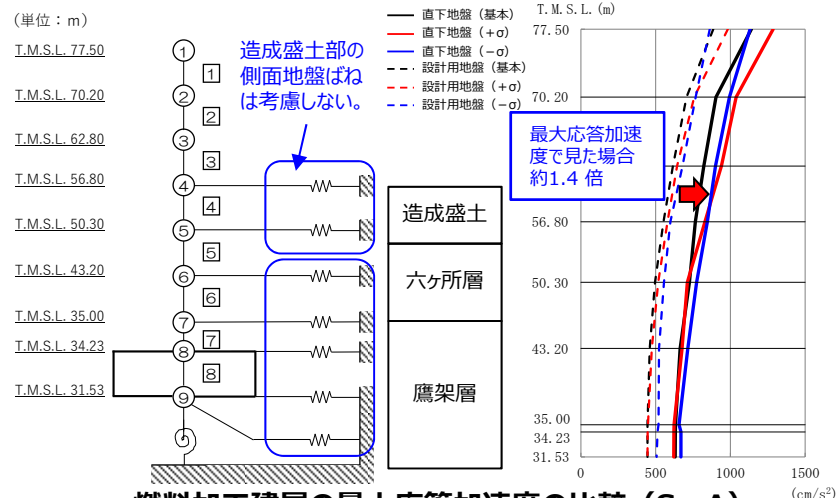 (単位：m)
T.M.S.L. 77.50
T.M.S.L. 70.20
T.M.S.L. 62.80
T.M.S.L. 56.80
T.M.S.L. 50.30
T.M.S.L. 43.20
T.M.S.L. 35.00
T.M.S.L. 34.23
T.M.S.L. 31.53
1
2
3
4
5
6
7
8
9
1
2
3
4
5
6
7
8
造成盛土部の
側面地盤ばね
は考慮しない。
造成盛土
六ヶ所層
鷹架層
直下地盤（基本）
直下地盤（+σ）
直下地盤（−σ）
設計用地盤（基本）
設計用地盤（+σ）
設計用地盤（−σ）
T.M.S.L.(m)
77.50
70.20
56.80
50.30
43.20
35.00
34.23
31.53
最大応答加速
度で見た場合
約1.4 倍
0 500 1000 1500
(cm/s²)